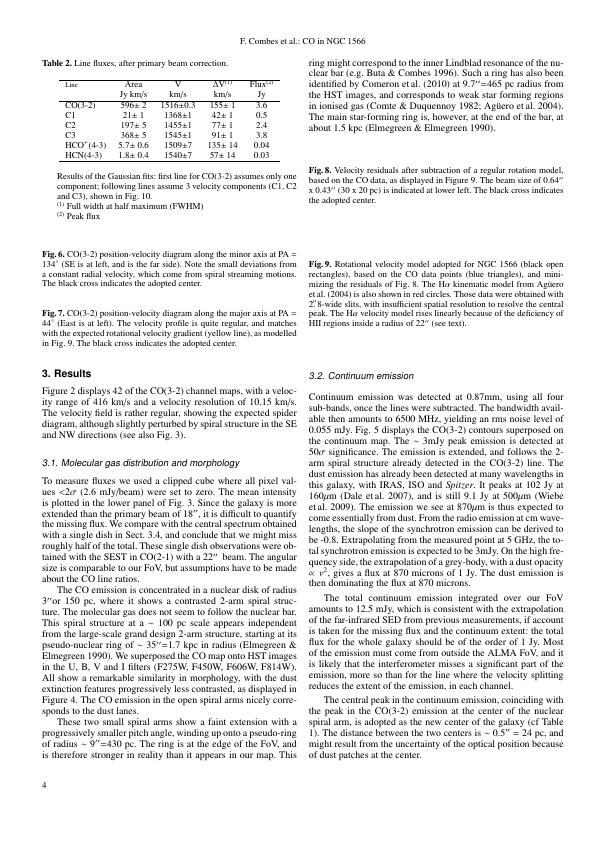 F. Combes et al.: CO in NGC 1566
Table 2. Line fluxes, after primary beam correction.
Line Area V ΔV(1) Flux(2)
Jy km/s km/s km/s Jy
CO(3-2) 596± 2 1516±0.3 155± 1 3.6
C1 21± 1 1368±1 42± 1 0.5
C2 197± 5 1455±1 77± 1 2.4
C3 368± 5 1545±1 91± 1 3.8
HCO+(4-3) 5.7± 0.6 1509±7 135± 14 0.04
HCN(4-3) 1.8± 0.4 1540±7 57± 14 0.03
Results of the Gaussian fits: first line for CO(3-2) assumes only one
component; following lines assume 3 velocity components (C1, C2
and C3), shown in Fig. 10.
(1) Full width at half maximum (FWHM)
(2) Peak flux
Fig. 6. CO(3-2) position-velocity diagram along the minor axis at PA =
134° (SE is at left, and is the far side). Note the small deviations from
a constant radial velocity, which come from spiral streaming motions.
The black cross indicates the adopted center.
Fig. 7. CO(3-2) position-velocity diagram along the major axis at PA =
44° (East is at left). The velocity profile is quite regular, and matches
with the expected rotational velocity gradient (yellow line), as modelled
in Fig. 9. The black cross indicates the adopted center.
3. Results
Figure 2 displays 42 of the CO(3-2) channel maps, with a veloc-
ity range of 416 km/s and a velocity resolution of 10.15 km/s.
The velocity field is rather regular, showing the expected spider
diagram, although slightly perturbed by spiral structure in the SE
and NW directions (see also Fig. 3).
3.1. Molecular gas distribution and morphology
To measure fluxes we used a clipped cube where all pixel val-
ues <2σ (2.6 mJy/beam) were set to zero. The mean intensity
is plotted in the lower panel of Fig. 3. Since the galaxy is more
extended than the primary beam of 18″, it is difficult to quantify
the missing flux. We compare with the central spectrum obtained
with a single dish in Sect. 3.4, and conclude that we might miss
roughly half of the total. These single dish observations were ob-
tained with the SEST in CO(2-1) with a 22″ beam. The angular
size is comparable to our FoV, but assumptions have to be made
about the CO line ratios.
The CO emission is concentrated in a nuclear disk of radius
3″or 150 pc, where it shows a contrasted 2-arm spiral struc-
ture. The molecular gas does not seem to follow the nuclear bar.
This spiral structure at a ~ 100 pc scale appears independent
from the large-scale grand design 2-arm structure, starting at its
pseudo-nuclear ring of ~ 35″=1.7 kpc in radius (Elmegreen &
Elmegreen 1990). We superposed the CO map onto HST images
in the U, B, V and I filters (F275W, F450W, F606W, F814W).
All show a remarkable similarity in morphology, with the dust
extinction features progressively less contrasted, as displayed in
Figure 4. The CO emission in the open spiral arms nicely corre-
sponds to the dust lanes.
These two small spiral arms show a faint extension with a
progressively smaller pitch angle, winding up onto a pseudo-ring
of radius ~ 9″=430 pc. The ring is at the edge of the FoV, and
is therefore stronger in reality than it appears in our map. This
ring might correspond to the inner Lindblad resonance of the nu-
clear bar (e.g. Buta & Combes 1996). Such a ring has also been
identified by Comeron et al. (2010) at 9.7″=465 pc radius from
the HST images, and corresponds to weak star forming regions
in ionised gas (Comte & Duquennoy 1982; Agüero et al. 2004).
The main star-forming ring is, however, at the end of the bar, at
about 1.5 kpc (Elmegreen & Elmegreen 1990).
Fig. 8. Velocity residuals after subtraction of a regular rotation model,
based on the CO data, as displayed in Figure 9. The beam size of 0.64″
x 0.43″ (30 x 20 pc) is indicated at lower left. The black cross indicates
the adopted center.
Fig. 9. Rotational velocity model adopted for NGC 1566 (black open
rectangles), based on the CO data points (blue triangles), and mini-
mizing the residuals of Fig. 8. The Hα kinematic model from Agüero
et al. (2004) is also shown in red circles. Those data were obtained with
2″.8-wide slits, with insufficient spatial resolution to resolve the central
peak. The Hα velocity rises linearly because of the deficiency of
HII regions inside a radius of 22″ (see text).
3.2. Continuum emission
Continuum emission was detected at 0.87mm, using all four
sub-bands, once the lines were subtracted. The bandwidth avail-
able then amounts to 6500 MHz, yielding an rms noise level of
0.055 mJy. Fig. 5 displays the CO(3-2) contours superposed on
the continuum map. The ~ 3mJy peak emission is detected at
50σ significance. The emission is extended, and follows the 2-
arm spiral structure already detected in the CO(3-2) line. The
dust emission has already been detected at many wavelengths in
this galaxy, with IRAS, ISO and Spitzer. It peaks at 102 Jy at
160μm (Dale et al. 2007), and is still 9.1 Jy at 500μm (Wiebe
et al. 2009). The emission we see at 870μm is thus expected to
come essentially from dust. From the radio emission at cm wave-
lengths, the slope of the synchrotron emission can be derived to
be -0.8. Extrapolating from the measured point at 5 GHz, the to-
tal synchrotron emission is expected to be 3mJy. On the high fre-
quency side, the extrapolation of a grey-body, with a dust opacity
∝ ν², gives a flux at 870 microns of 1 Jy. The dust emission is
then dominating the flux at 870 microns.
The total continuum emission integrated over our FoV
amounts to 12.5 mJy, which is consistent with the extrapolation
of the far-infrared SED from previous measurements, if account
is taken for the missing flux and the continuum extent: the total
flux for the whole galaxy should be of the order of 1 Jy. Most
of the emission must come from outside the ALMA FoV, and it
is likely that the interferometer misses a significant part of the
emission, more so than for the line where the velocity splitting
reduces the extent of the emission, in each channel.
The central peak in the continuum emission, coinciding with
the peak in the CO(3-2) emission at the center of the nuclear
spiral arm, is adopted as the new center of the galaxy (cf Table
1). The distance between the two centers is ~ 0.5″ = 24 pc, and
might result from the uncertainty of the optical position because
of dust patches at the center.
4